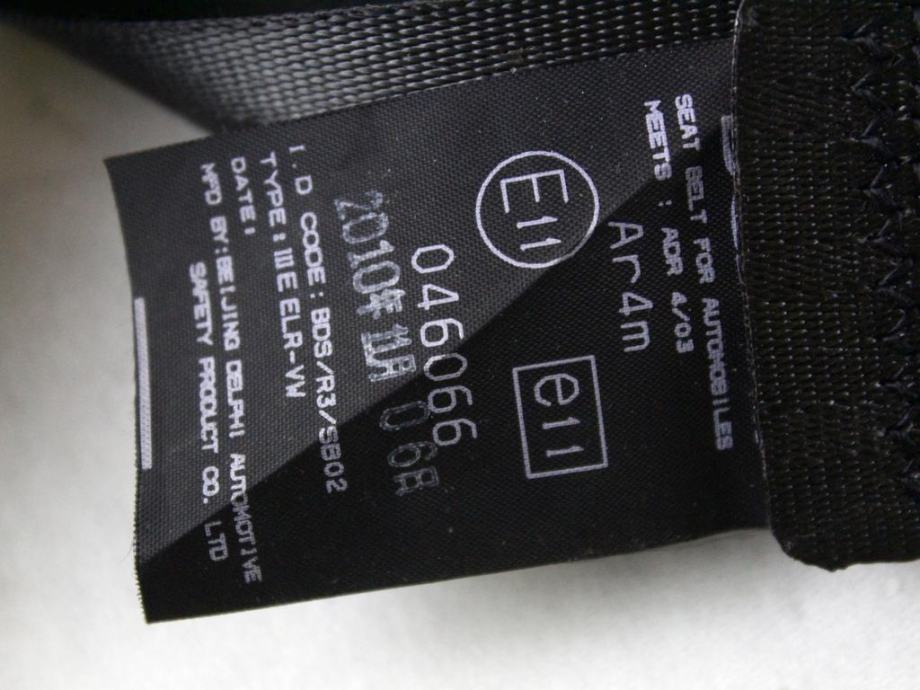 SEAT BELT FOR AUTOMOBILES
MEETS : ADR 4/03
Ar4m
E11
e11
046066
2010年 11月 06日
I.D CODE: BDS/R3/SB02
TYPE: ⅢE ELR-VW
DATE:
MFD BY:BEIJING DELPHI AUTOMOTIVE
SAFETY PRODUCT CO. LTD